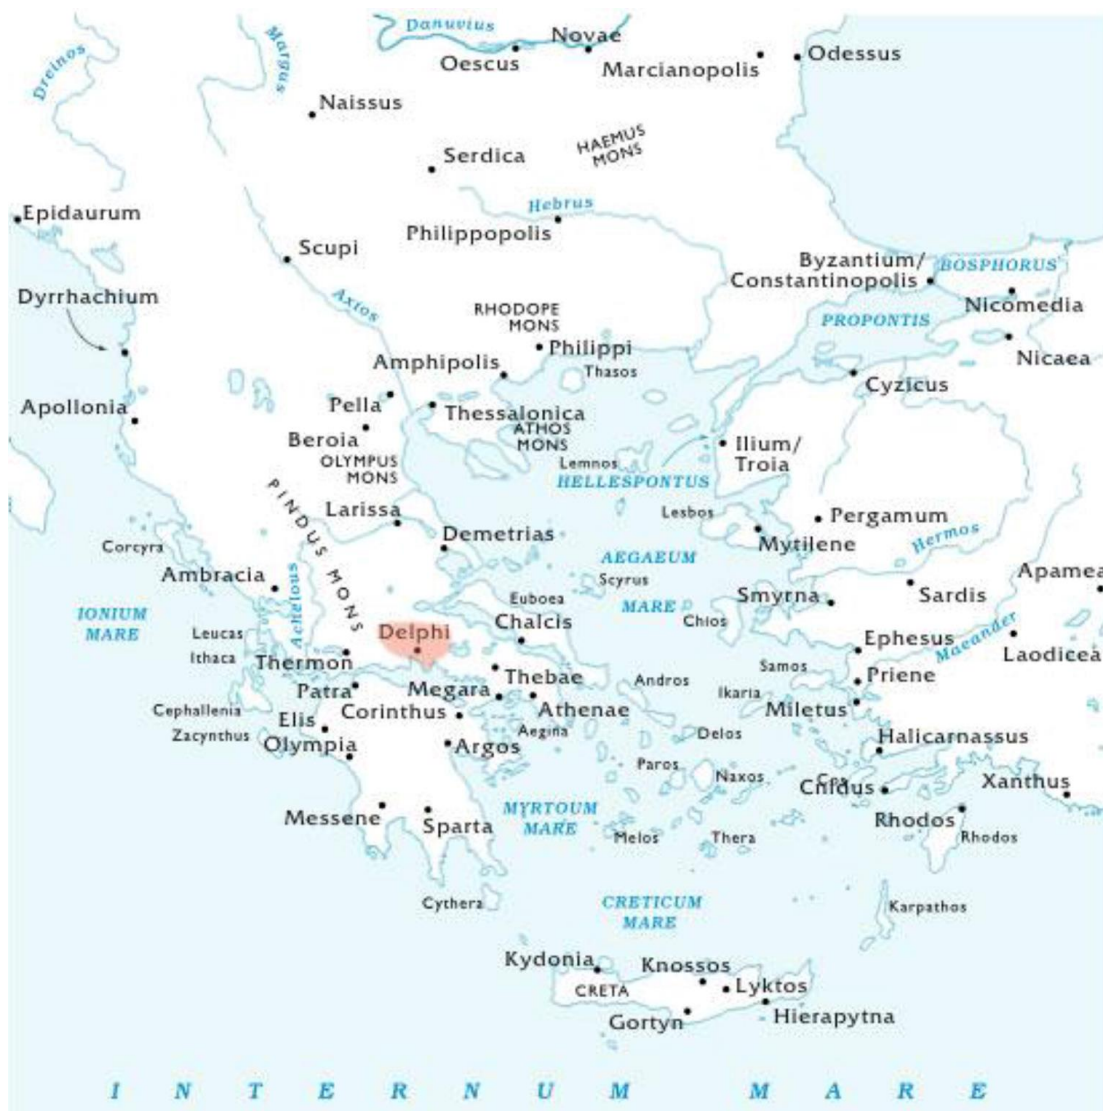 Danuvius
Novae
Oescus
Marcianopolis
Odessus
Dreinos
Margus
Naissus
HAEMUS
MONS
Serdica
Hebrus
Epidaurum
Philippopolis
Scupi
Byzantium/
Constantinopolis
BOSPHORUS
Dyrrhachium
Axios
Nicomedia
RHODOPE
MONS
PROPONTIS
Philippi
Nicaea
Amphipolis
Thasos
Cyzicus
Pella
Apollonia
Thessalonica
ATHOS
MONS
Beroia
Ilium/
Troia
OLYMPUS
MONS
Lemnos
HELLESPONTUS
PINDUS MONS
Larissa
Lesbos
Pergamum
Demetrias
Mytilene
Hermos
Corcyra
AEGAEUM
MARE
Ambracia
Achelous
Scyrus
Apamea
Euboea
Smyrna
Sardis
IONIUM
MARE
Chios
Chalcis
Leucas
Delphi
Ephesus
Maeander
Ithaca
Thermon
Laodicea
Samos
Thebae
Priene
Andros
Patra
Megara
Ikaria
Cephallenia
Corinthus
Athenae
Miletus
Elis
Zacynthus
Aegina
Delos
Halicarnassus
Olympia
Argos
Paros
Naxos
Cos
Cnidus
Xanthus
Messene
Sparta
MYRTOUM
MARE
Rhodos
Melos
Thera
Rhodos
Cythera
CRETICUM
MARE
Karpathos
Kydonia
Knossos
CRETA
Lyktos
Gortyn
Hierapytna
INTERNUM MARE